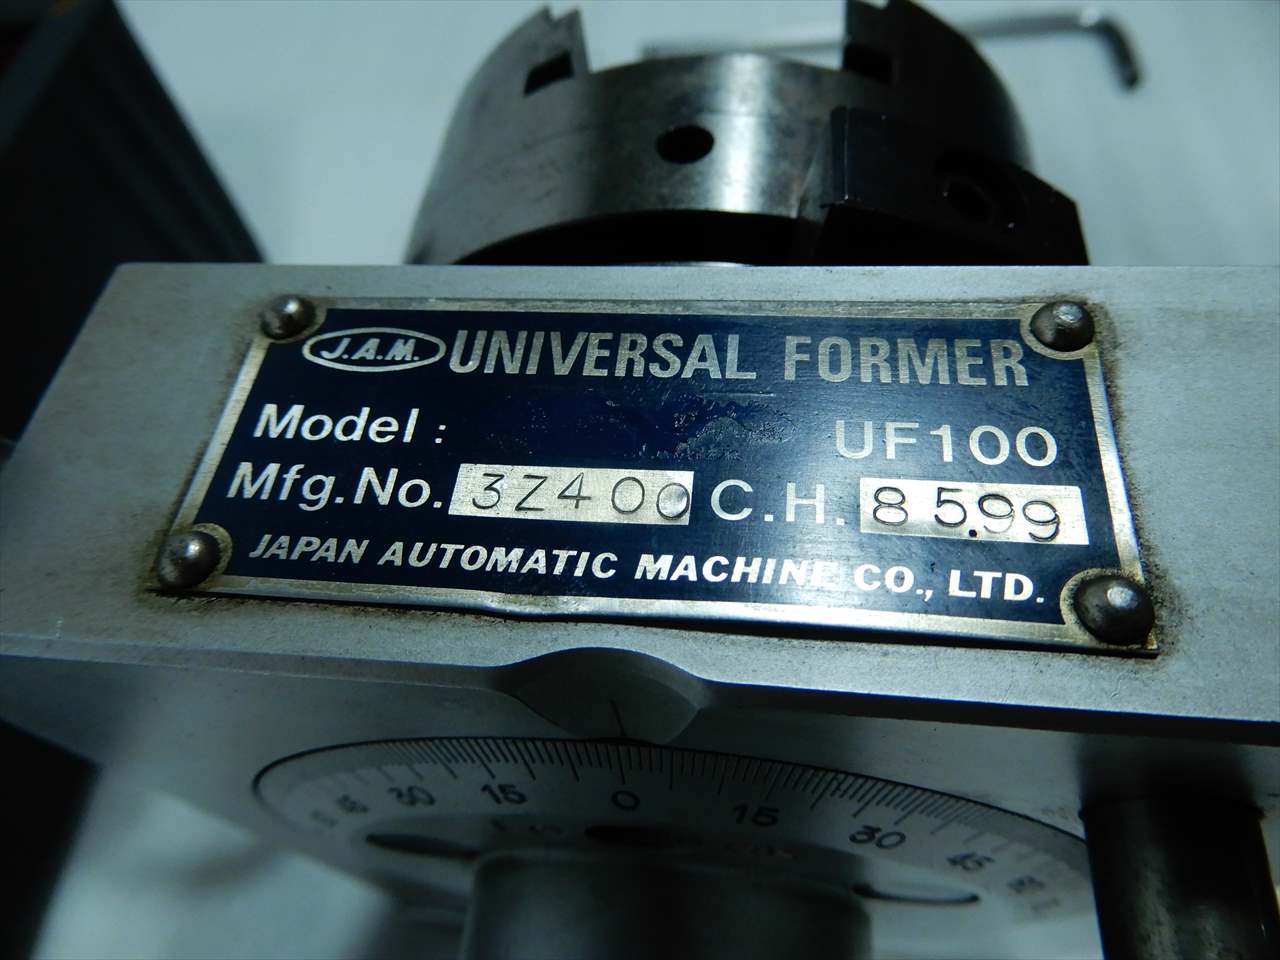 J.A.M. UNIVERSAL FORMER
Model : UF100
Mfg.No. 3Z400 C.H. 85.99
JAPAN AUTOMATIC MACHINE CO., LTD.
45 30 15 0 15 30 45